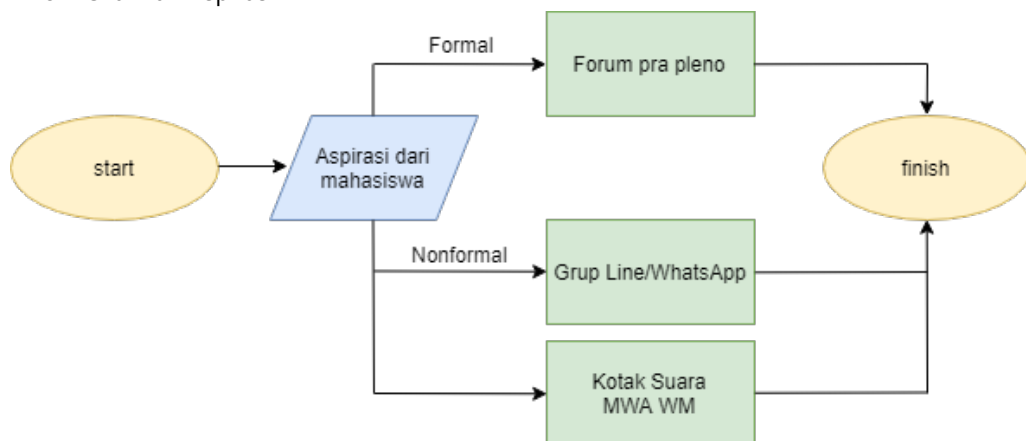 Formal
Forum pra pleno
start
Aspirasi dari
mahasiswa
finish
Nonformal
Grup Line/WhatsApp
Kotak Suara
MWA WM